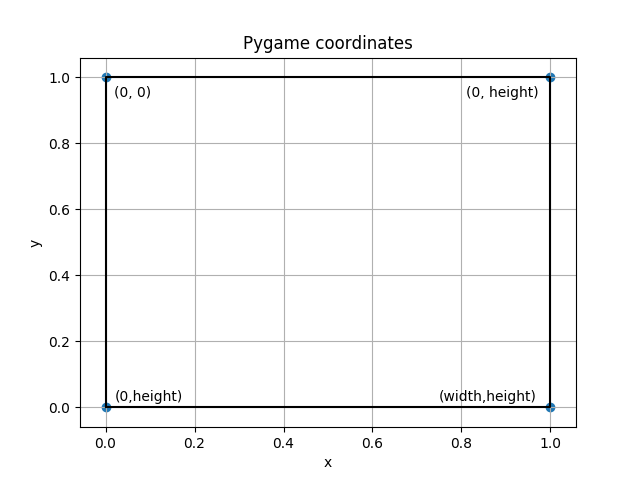 Pygame coordinates
1.0
(0, 0)
(0, height)
0.8
0.6
y
0.4
0.2
(0,height)
(width,height)
0.0
0.0 0.2 0.4 0.6 0.8 1.0
x